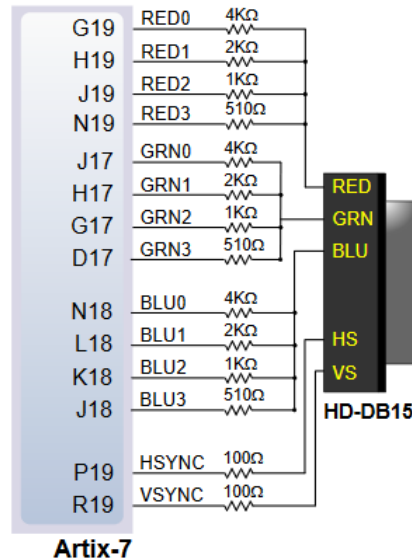 G19 RED0 4KΩ
H19 RED1 2KΩ
J19 RED2 1KΩ
N19 RED3 510Ω
J17 GRN0 4KΩ
H17 GRN1 2KΩ
G17 GRN2 1KΩ
D17 GRN3 510Ω
N18 BLU0 4KΩ
L18 BLU1 2KΩ
K18 BLU2 1KΩ
J18 BLU3 510Ω
P19 HSYNC 100Ω
R19 VSYNC 100Ω
RED
GRN
BLU
HS
VS
HD-DB15
Artix-7